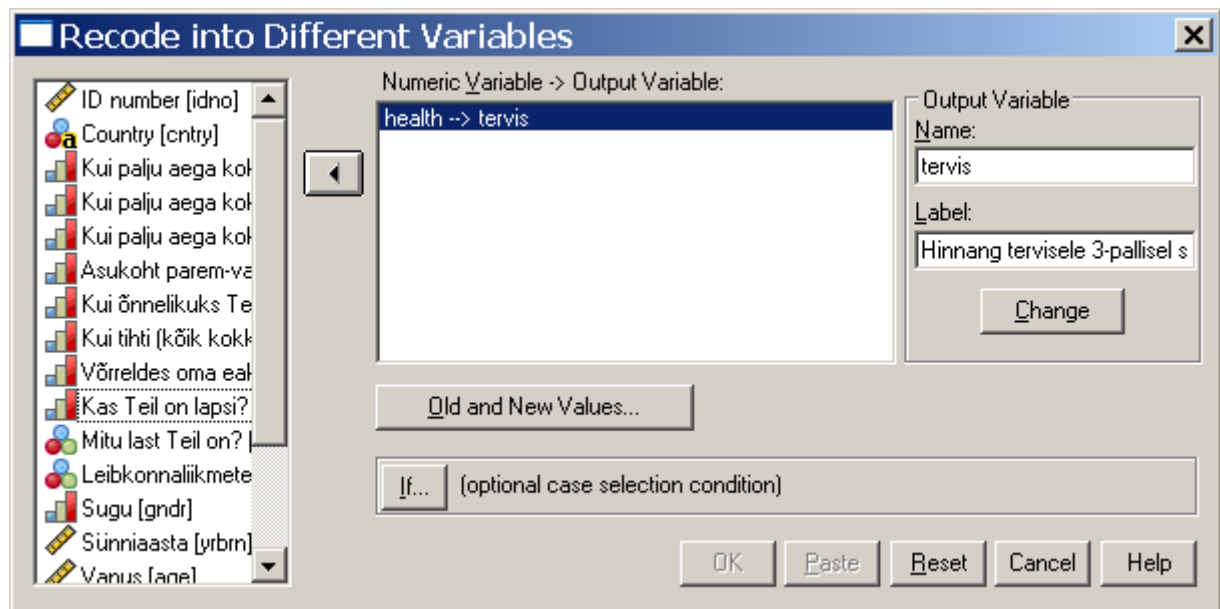 Recode into Different Variables
ID number [idno]
Country [cntry]
Kui palju aega kok
Kui palju aega kok
Kui palju aega kok
Asukoht parem-va
Kui õnnelikuks Te
Kui tihti (kõik kokk
Võrreldes oma eak
Kas Teil on lapsi?
Mitu last Teil on? [
Leibkonnaliikmete
Sugu [gndr]
Sünniaasta [yrbrn]
Vanus [age]
Numeric Variable -> Output Variable:
health --> tervis
Output Variable
Name:
tervis
Label:
Hinnang tervisele 3-pallisel s
Change
Old and New Values...
If...
(optional case selection condition)
OK
Paste
Reset
Cancel
Help